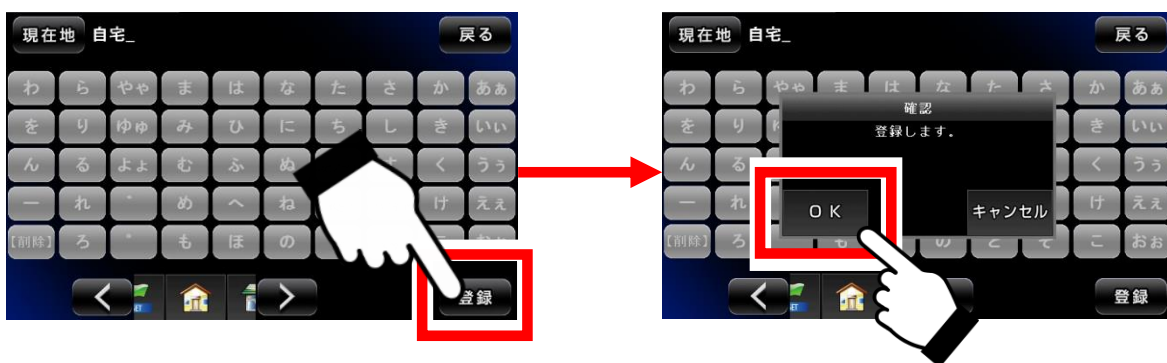 現在地 自宅_ 戻る
わ ら やゃ ま は な た さ か あぁ
を り ゆゅ み ひ に ち し き いぃ
ん る よょ む ふ ぬ く うぅ
ー れ ゛ め へ ね け えぇ
[削除] ろ ゜ も ほ の
< > 登録
現在地 自宅_ 戻る
わ ら やゃ ま は な た さ か あぁ
確認
を り き いぃ
登録します。
ん る く うぅ
ー れ け えぇ
OK キャンセル
[削除] ろ も こ おぉ
< 登録